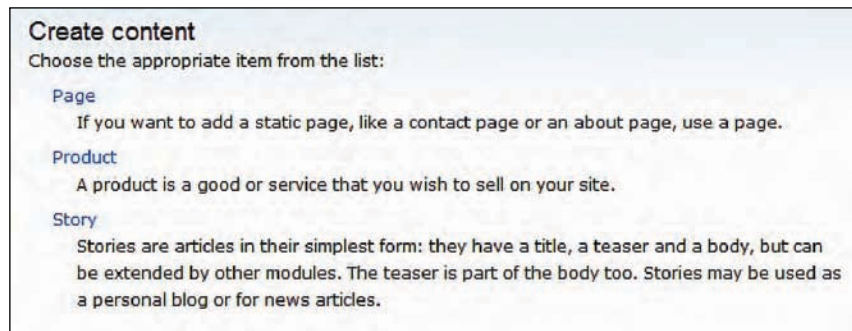 Create content
Choose the appropriate item from the list:
Page
If you want to add a static page, like a contact page or an about page, use a page.
Product
A product is a good or service that you wish to sell on your site.
Story
Stories are articles in their simplest form: they have a title, a teaser and a body, but can
be extended by other modules. The teaser is part of the body too. Stories may be used as
a personal blog or for news articles.